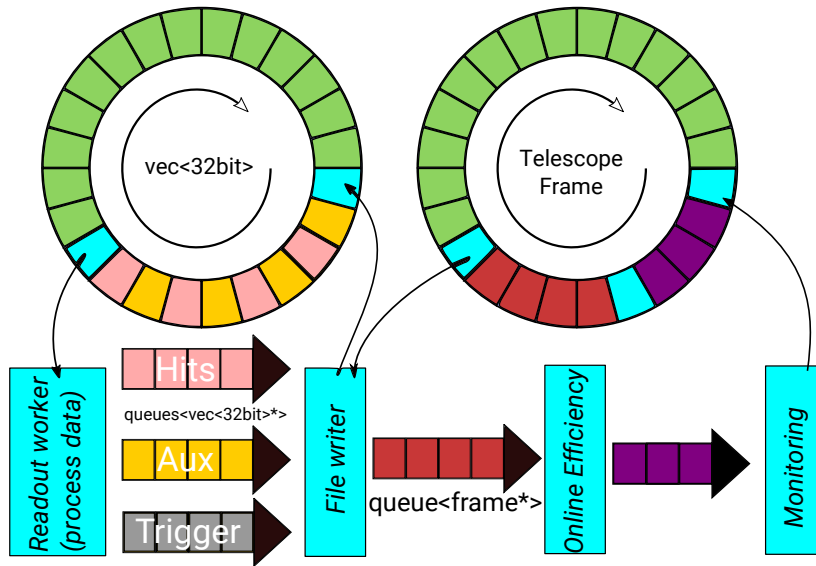 vec<32bit>
Telescope
Frame
Readout worker
(process data)
Hits
queues<vec<32bit>*>
Aux
Trigger
File writer
queue<frame*>
Online Efficiency
Monitoring